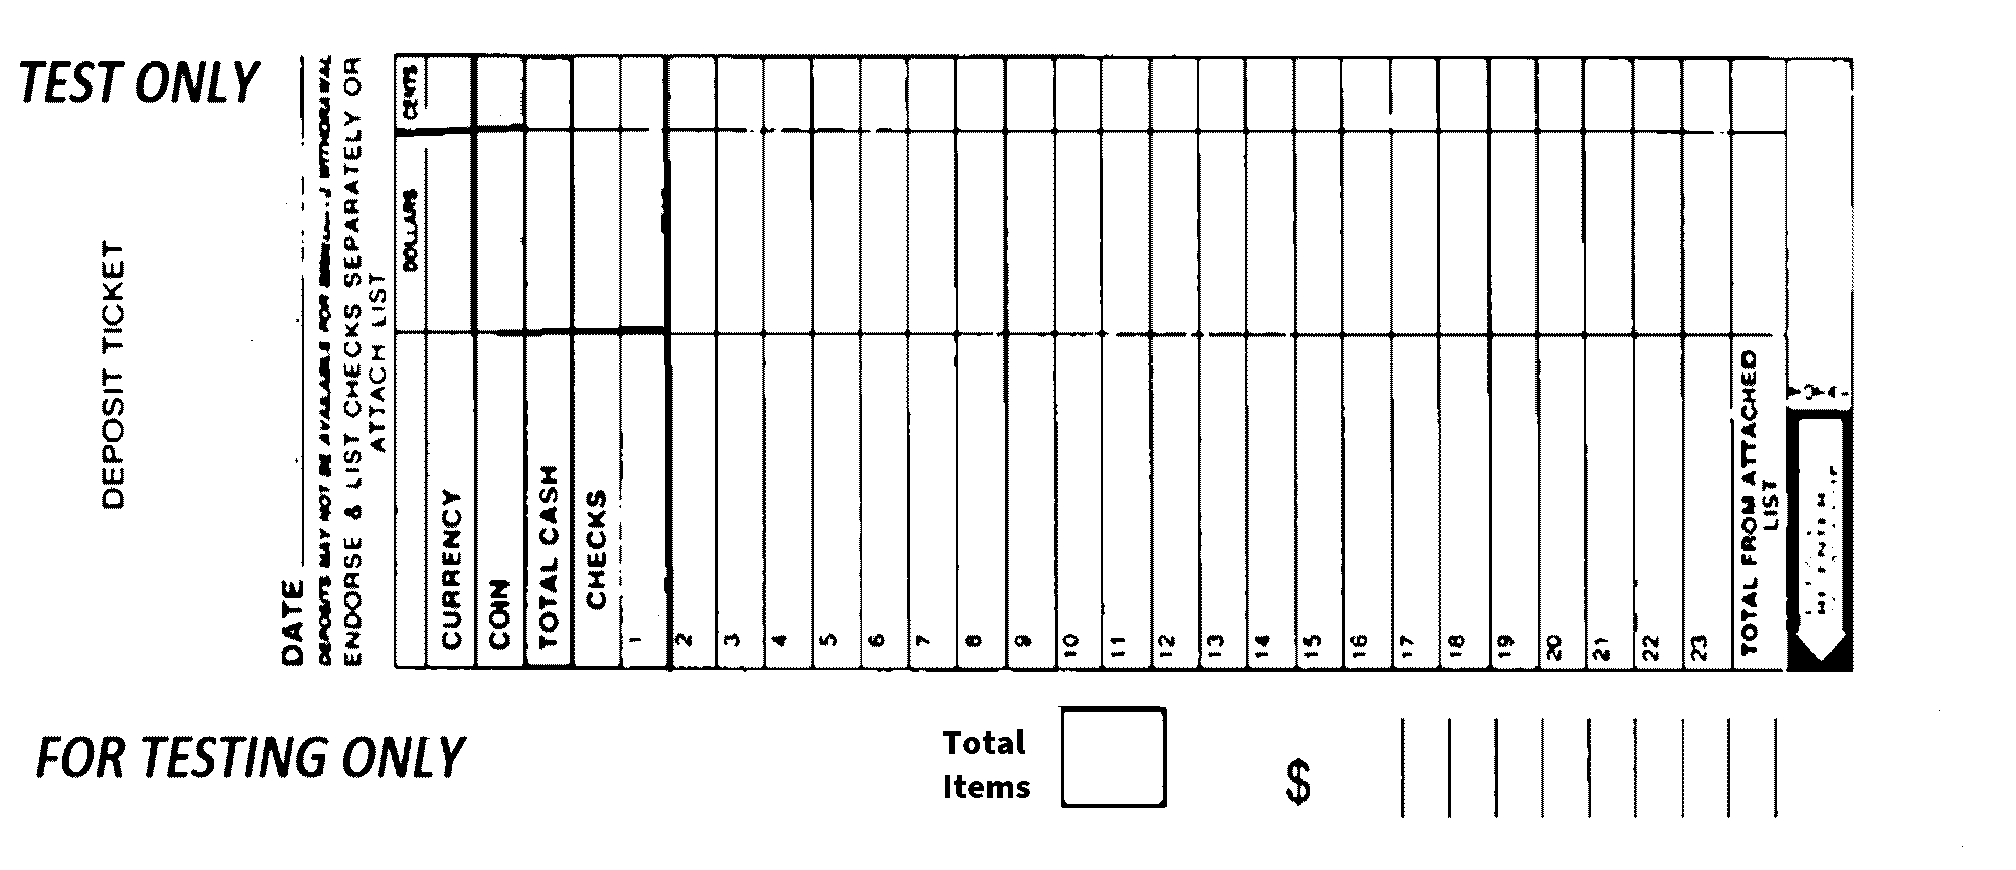 TEST ONLY
DEPOSIT TICKET
DATE
DEPOSITS MAY NOT BE AVAILABLE FOR WITHDRAWAL
ENDORSE & LIST CHECKS SEPARATELY OR
ATTACH LIST
DOLLARS CENTS
CURRENCY
COIN
TOTAL CASH
CHECKS
1
2
3
4
5
6
7
8
9
10
11
12
13
14
15
16
17
18
19
20
21
22
23
TOTAL FROM ATTACHED
LIST
FOR TESTING ONLY
Total
Items
$